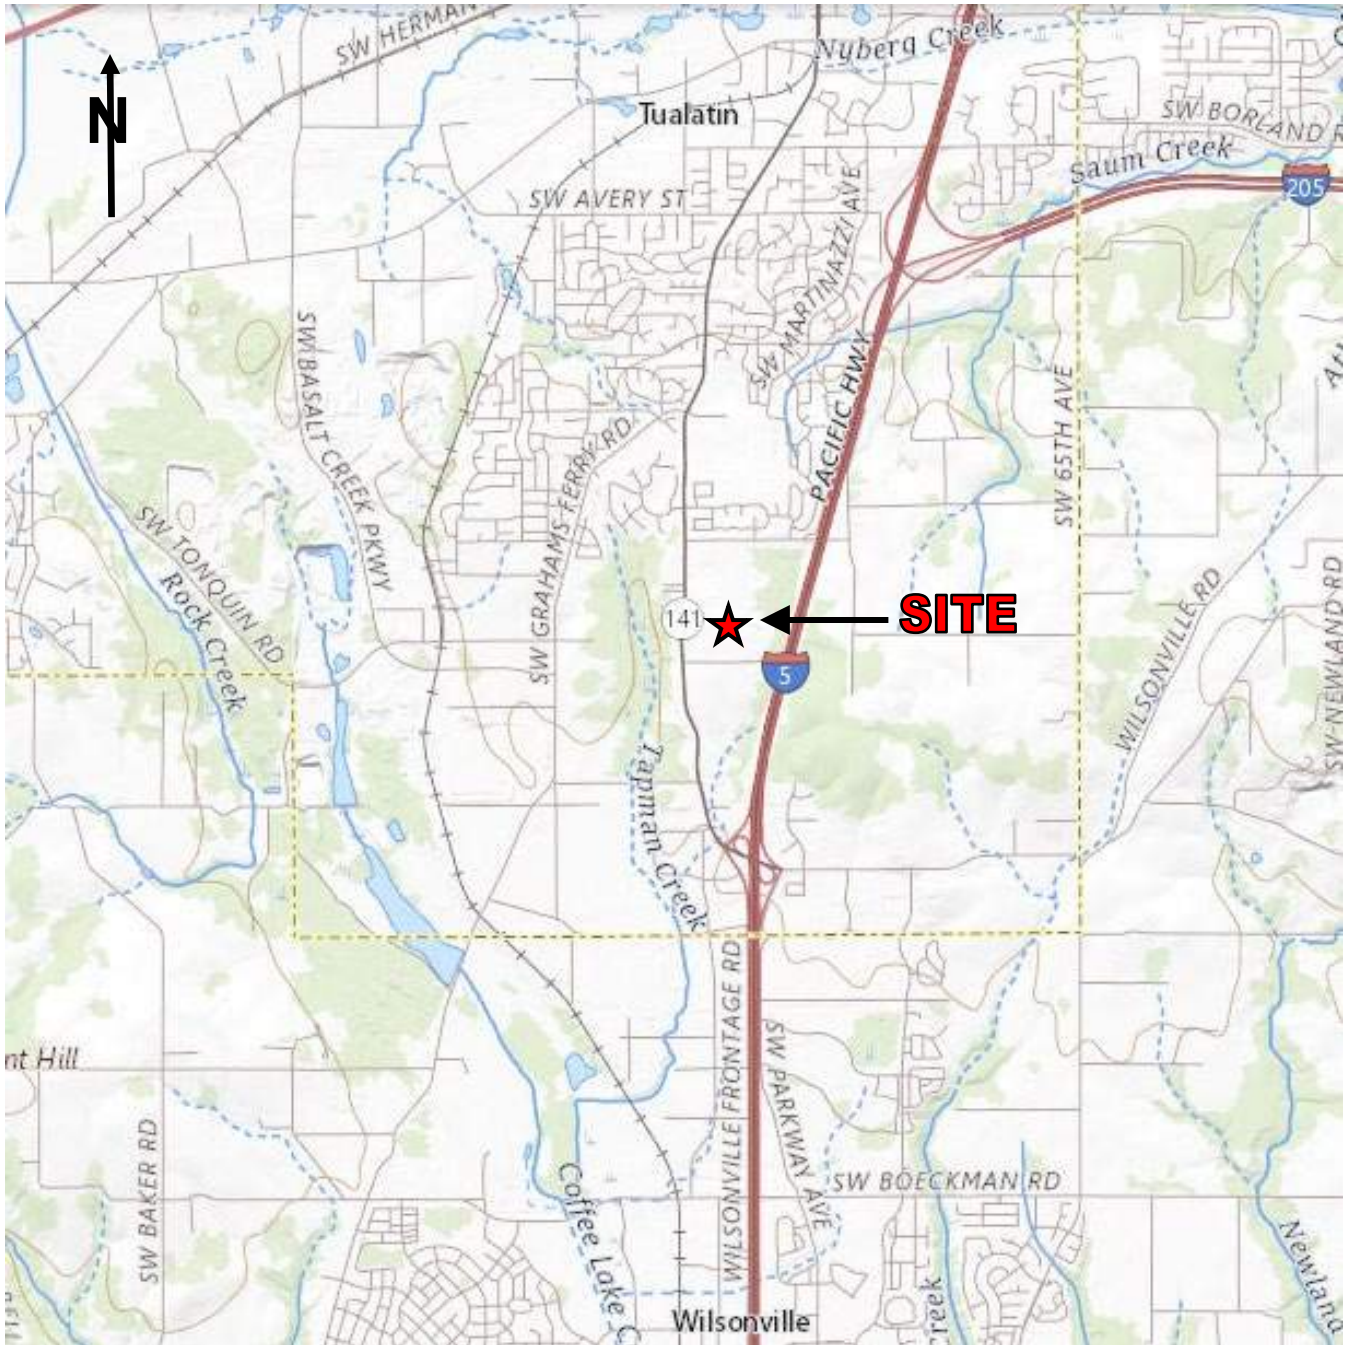 SW HERMAN
Nyberg Creek
N
Tualatin
SW BORLAND R
Saum Creek
205
SW AVERY ST
SW MARTINAZZI AVE
SW BASALT CREEK PKWY
PACIFIC HWY
SW 65TH AVE
SW GRAHAMS FERRY RD
SW TONQUIN RD
Rock Creek
141
SITE
5
WILSONVILLE RD
SW NEWLAND RD
Tapman Creek
WILSONVILLE FRONTAGE RD
SW PARKWAY AVE
nt Hill
SW BAKER RD
SW BOECKMAN RD
Coffee Lake C
Newland
reek
Wilsonville